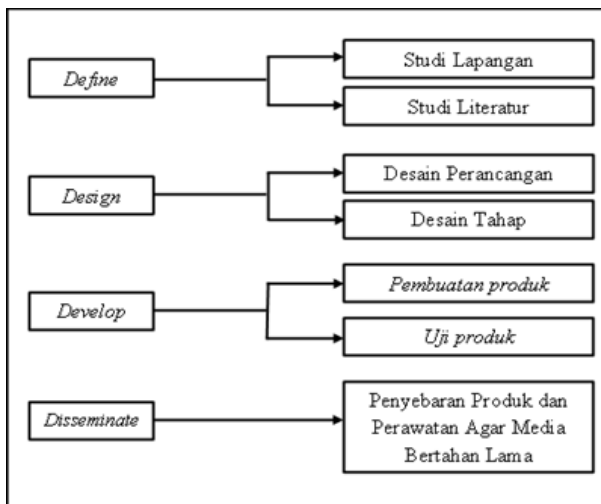 Define
Studi Lapangan
Studi Literatur
Design
Desain Perancangan
Desain Tahap
Develop
Pembuatan produk
Uji produk
Disseminate
Penyebaran Produk dan
Perawatan Agar Media
Bertahan Lama